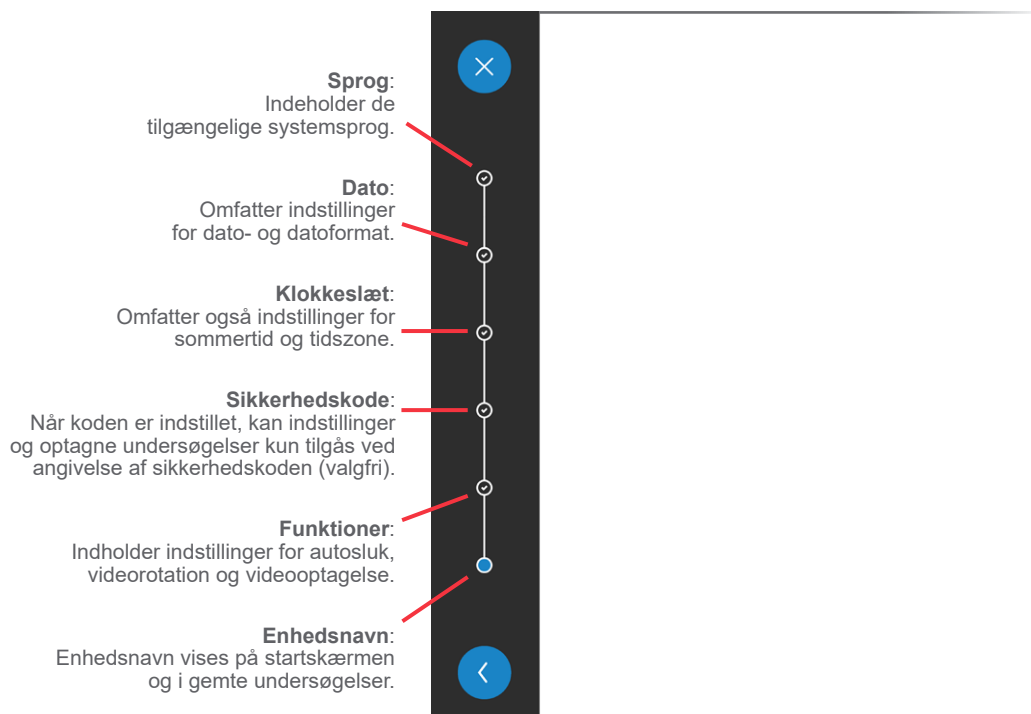 Sprog:
Indeholder de
tilgængelige systemsprog.
Dato:
Omfatter indstillinger
for dato- og datoformat.
Klokkeslæt:
Omfatter også indstillinger for
sommertid og tidszone.
Sikkerhedskode:
Når koden er indstillet, kan indstillinger
og optagne undersøgelser kun tilgås ved
angivelse af sikkerhedskoden (valgfri).
Funktioner:
Indholder indstillinger for autosluk,
videorotation og videooptagelse.
Enhedsnavn:
Enhedsnavn vises på startskærmen
og i gemte undersøgelser.